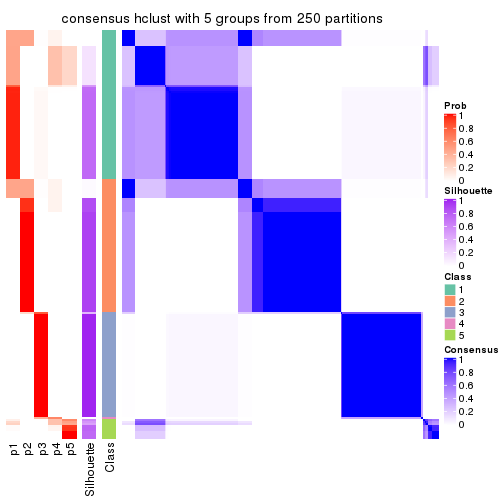 consensus hclust with 5 groups from 250 partitions
Prob
1
0.8
0.6
0.4
0.2
0
Silhouette
1
0.8
0.6
0.4
0.2
0
Class
1
2
3
4
5
Consensus
1
0.8
0.6
0.4
0.2
0
p1
p2
p3
p4
p5
Silhouette
Class